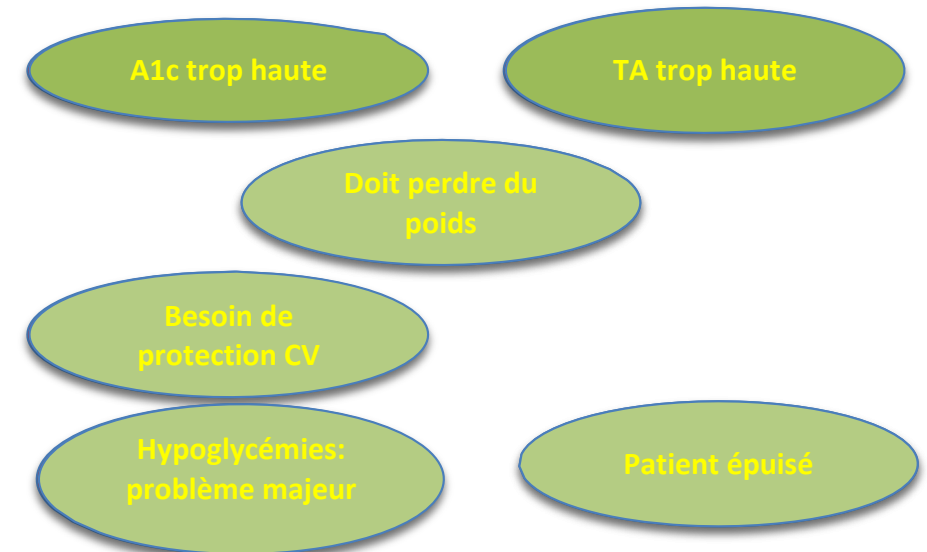 A1c trop haute
TA trop haute
Doit perdre du
poids
Besoin de
protection CV
Hypoglycémies:
problème majeur
Patient épuisé